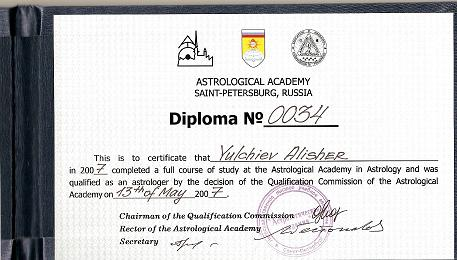 ASTROLOGICAL ACADEMY
SAINT-PETERSBURG, RUSSIA
Diploma № 0034
This is to certificate that Yulchiev Alisher
in 2007 completed a full course of study at the Astrological Academy in Astrology and was
qualified as an astrologer by the decision of the Qualification Commission of the Astrological
Academy on 13th of May 2007.
Chairman of the Qualification Commission
Rector of the Astrological Academy
Secretary